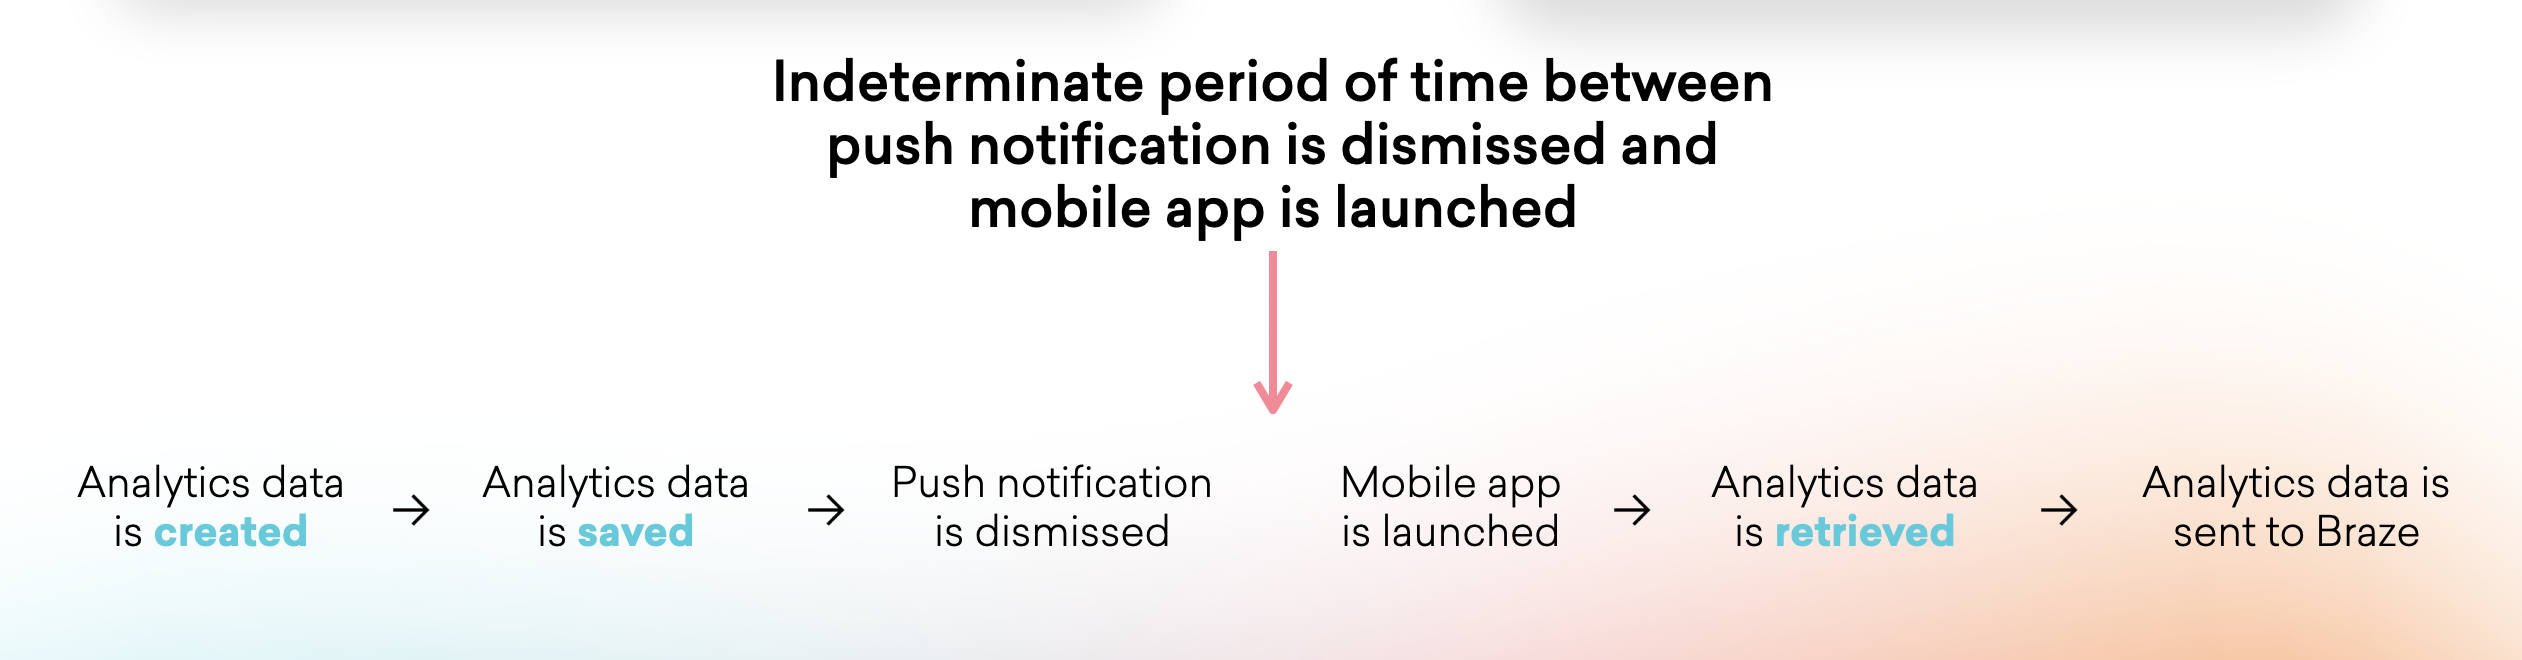 Indeterminate period of time between
push notification is dismissed and
mobile app is launched
Analytics data
is created
→
Analytics data
is saved
→
Push notification
is dismissed
Mobile app
is launched
→
Analytics data
is retrieved
→
Analytics data is
sent to Braze